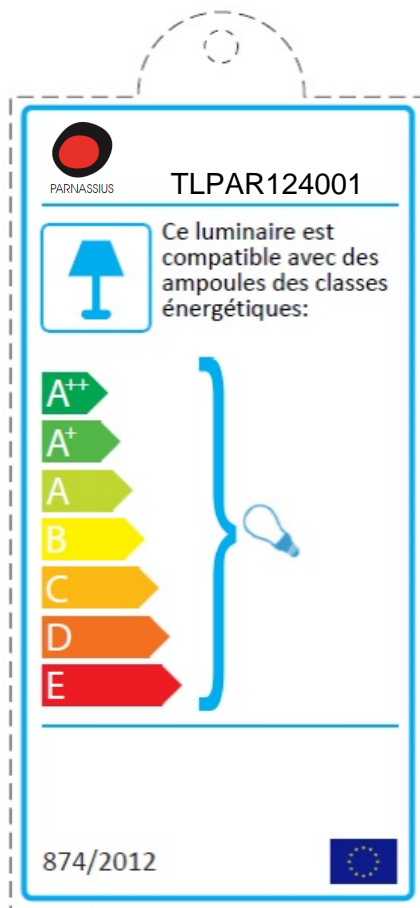 PARNASSIUS
TLPAR124001
Ce luminaire est
compatible avec des
ampoules des classes
énergétiques:
A++
A+
A
B
C
D
E
874/2012